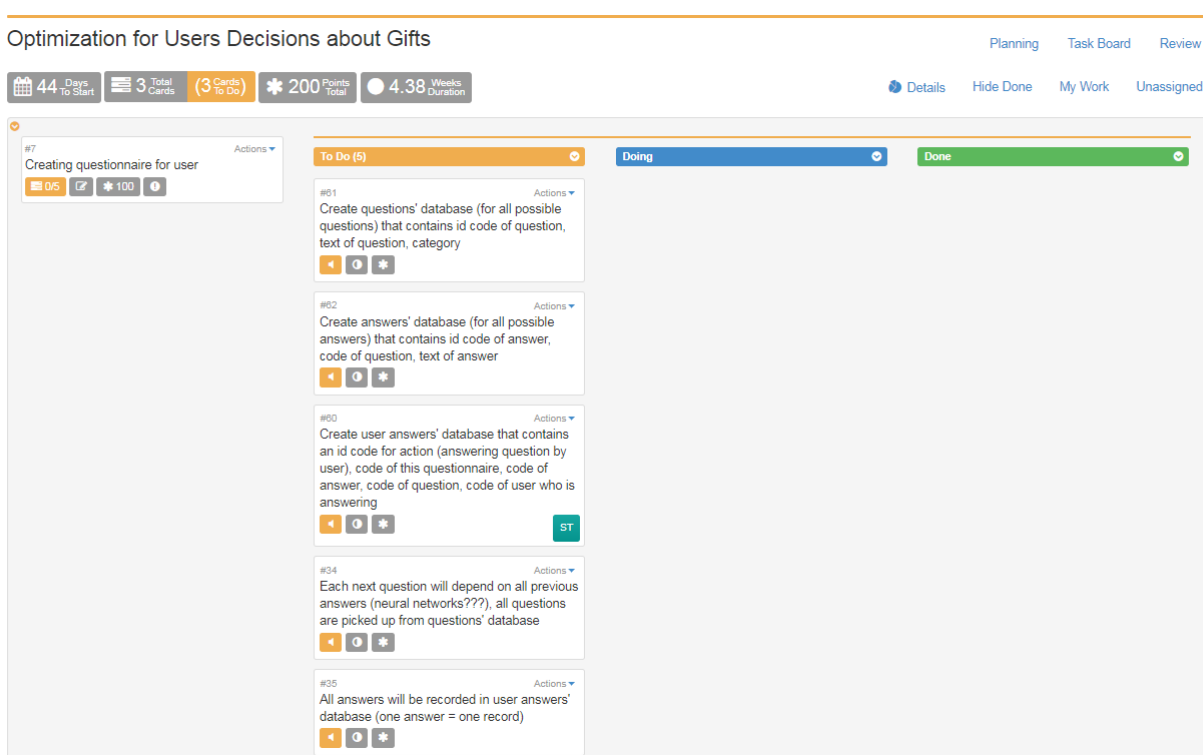 Optimization for Users Decisions about Gifts
Planning Task Board Review
44 Days To Start 3 Total Cards (3 Cards To Do) 200 Points Total 4.38 Weeks Duration
Details Hide Done My Work Unassigned
#7 Actions
Creating questionnaire for user
0/5 100
To Do (5) Doing Done
#61 Actions
Create questions' database (for all possible
questions) that contains id code of question,
text of question, category
#62 Actions
Create answers' database (for all possible
answers) that contains id code of answer,
code of question, text of answer
#60 Actions
Create user answers' database that contains
an id code for action (answering question by
user), code of this questionnaire, code of
answer, code of question, code of user who is
answering
ST
#34 Actions
Each next question will depend on all previous
answers (neural networks???), all questions
are picked up from questions' database
#35 Actions
All answers will be recorded in user answers'
database (one answer = one record)